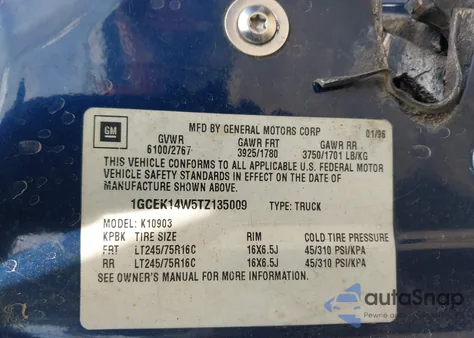 MFD BY GENERAL MOTORS CORP 01/96
GM GVWR GAWR FRT GAWR RR
6100/2767 3925/1780 3750/1701 LB/KG
THIS VEHICLE CONFORMS TO ALL APPLICABLE U.S. FEDERAL MOTOR
VEHICLE SAFETY STANDARDS IN EFFECT ON THE DATE OF
MANUFACTURE SHOWN ABOVE.
1GCEK14W5TZ135009 TYPE: TRUCK
MODEL: K10903
KPBK TIRE SIZE RIM COLD TIRE PRESSURE
FRT LT245/75R16C 16X6.5J 45/310 PSI/KPA
RR LT245/75R16C 16X6.5J 45/310 PSI/KPA
SEE OWNER'S MANUAL FOR MORE INFORMATION.
autoSnap